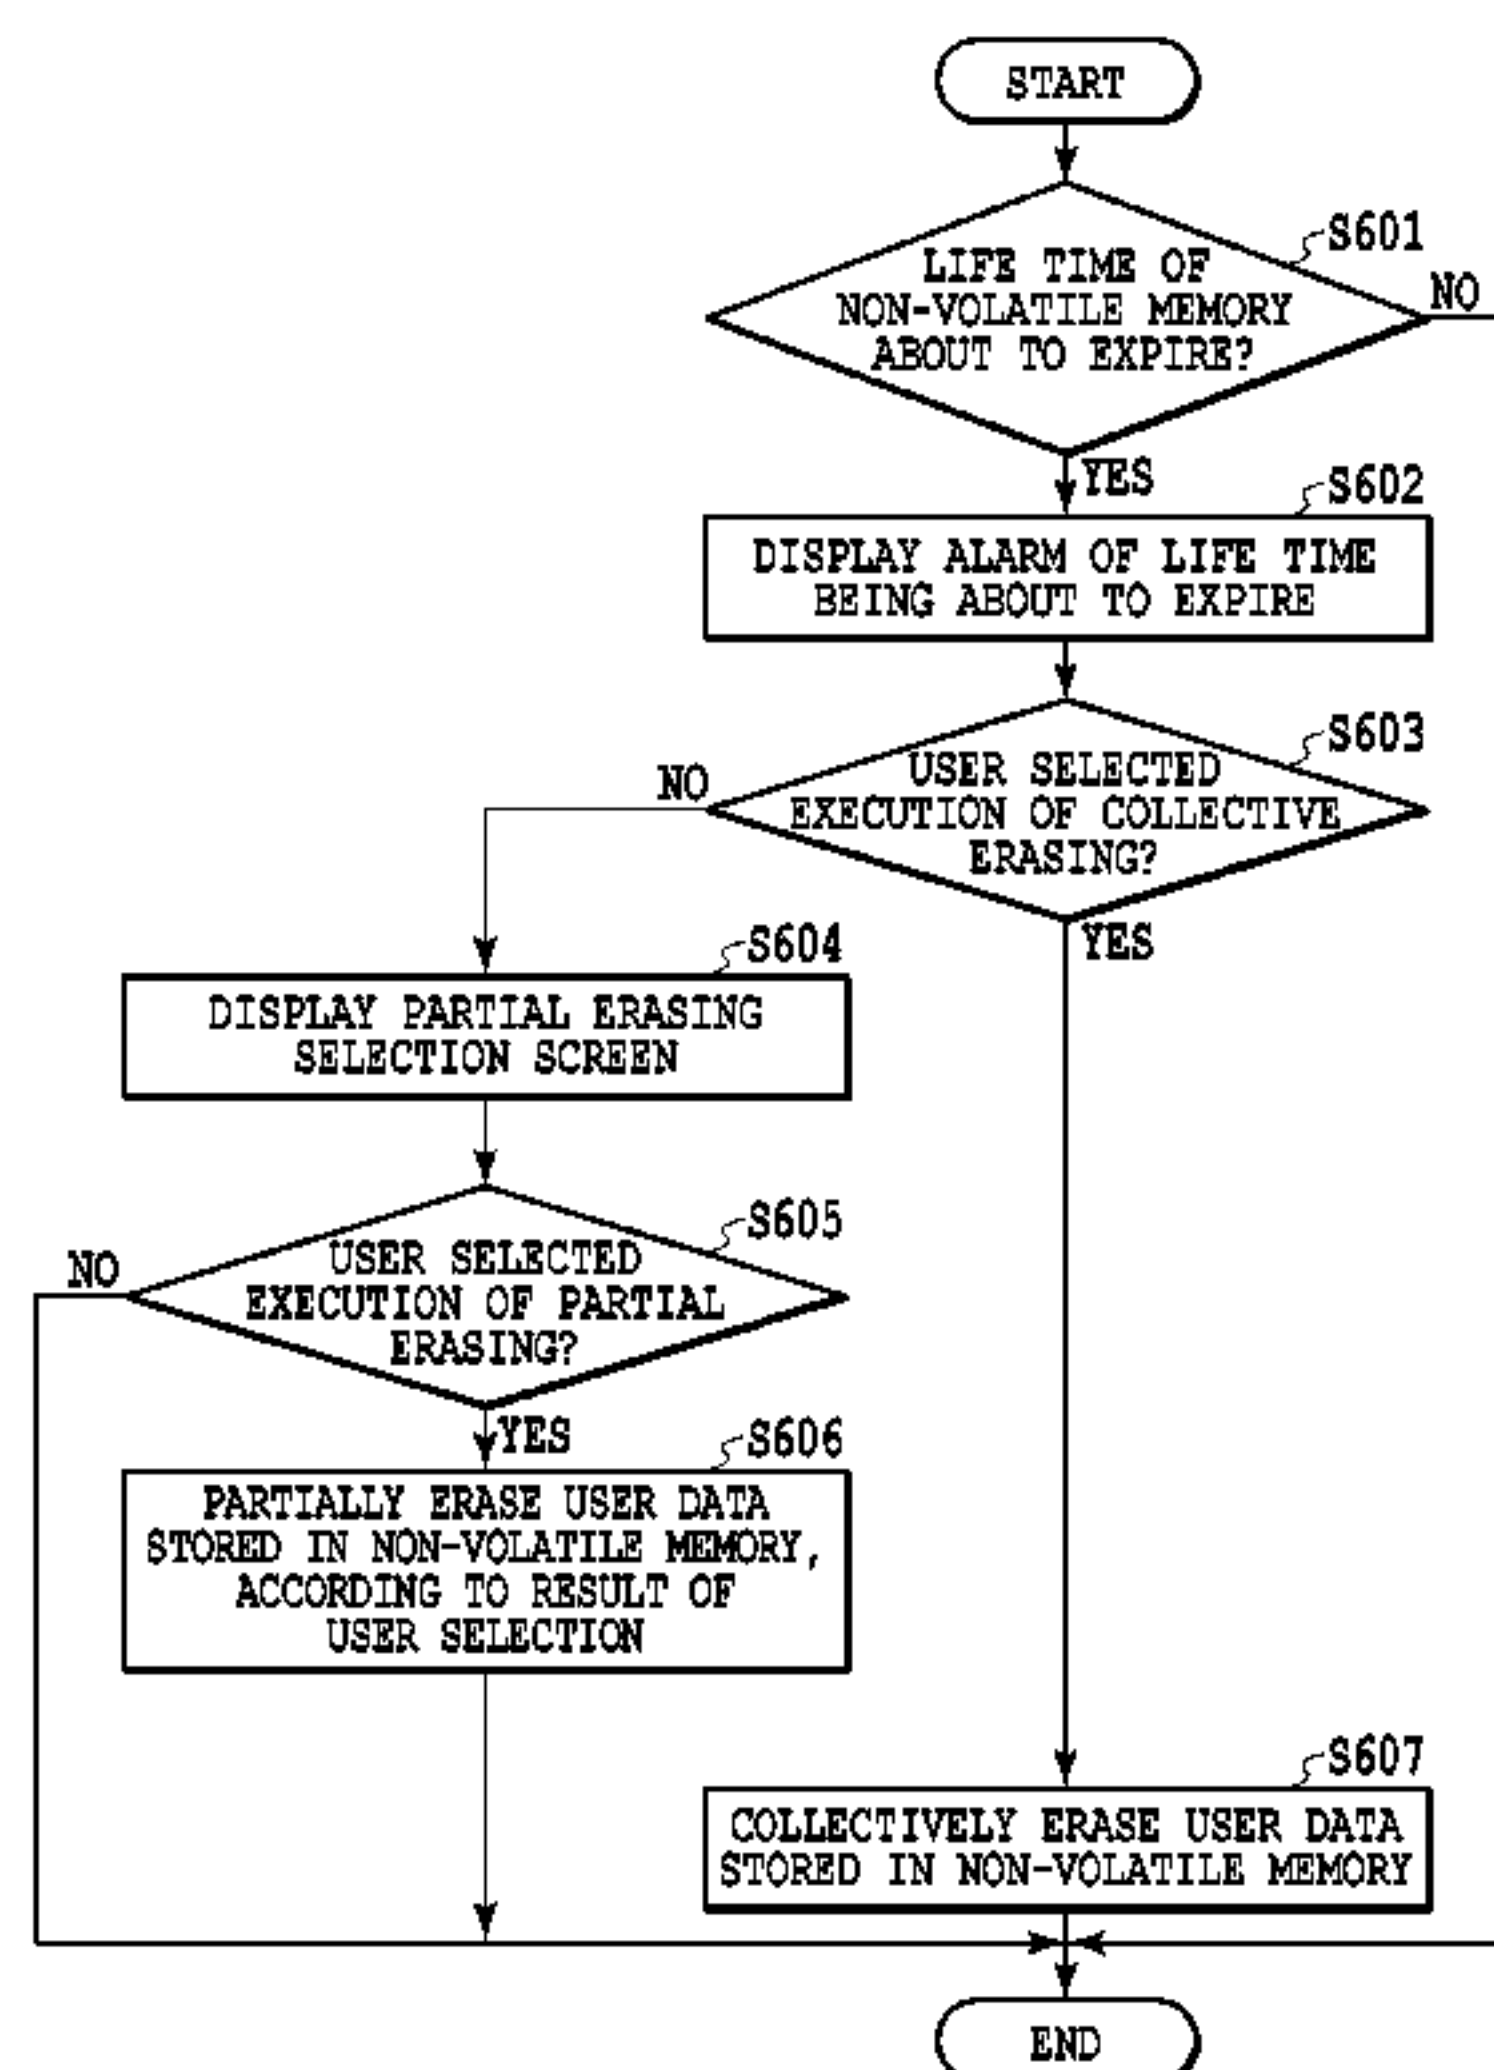 START
S601
LIFE TIME OF
NON-VOLATILE MEMORY
ABOUT TO EXPIRE?
NO
YES
S602
DISPLAY ALARM OF LIFE TIME
BEING ABOUT TO EXPIRE
S603
USER SELECTED
EXECUTION OF COLLECTIVE
ERASING?
NO
YES
S604
DISPLAY PARTIAL ERASING
SELECTION SCREEN
S605
USER SELECTED
EXECUTION OF PARTIAL
ERASING?
NO
YES
S606
PARTIALLY ERASE USER DATA
STORED IN NON-VOLATILE MEMORY,
ACCORDING TO RESULT OF
USER SELECTION
S607
COLLECTIVELY ERASE USER DATA
STORED IN NON-VOLATILE MEMORY
END